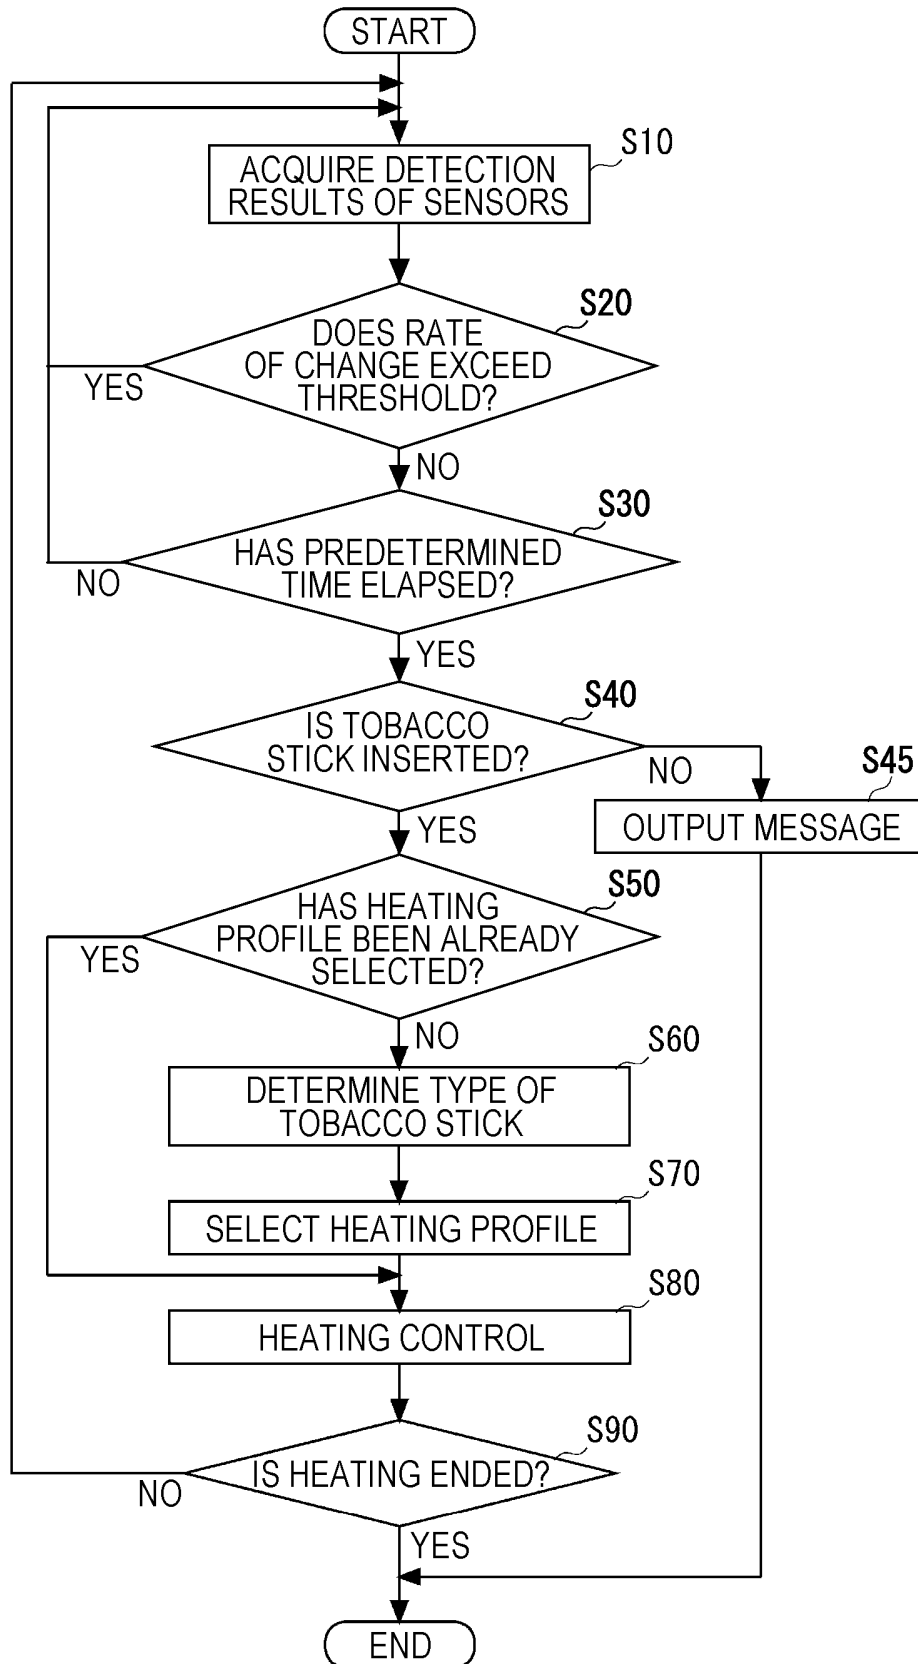 START
S10
ACQUIRE DETECTION
RESULTS OF SENSORS
S20
DOES RATE
OF CHANGE EXCEED
THRESHOLD?
YES
NO
S30
HAS PREDETERMINED
TIME ELAPSED?
NO
YES
S40
IS TOBACCO
STICK INSERTED?
NO
S45
OUTPUT MESSAGE
YES
S50
HAS HEATING
PROFILE BEEN ALREADY
SELECTED?
YES
NO
S60
DETERMINE TYPE OF
TOBACCO STICK
S70
SELECT HEATING PROFILE
S80
HEATING CONTROL
S90
IS HEATING ENDED?
NO
YES
END